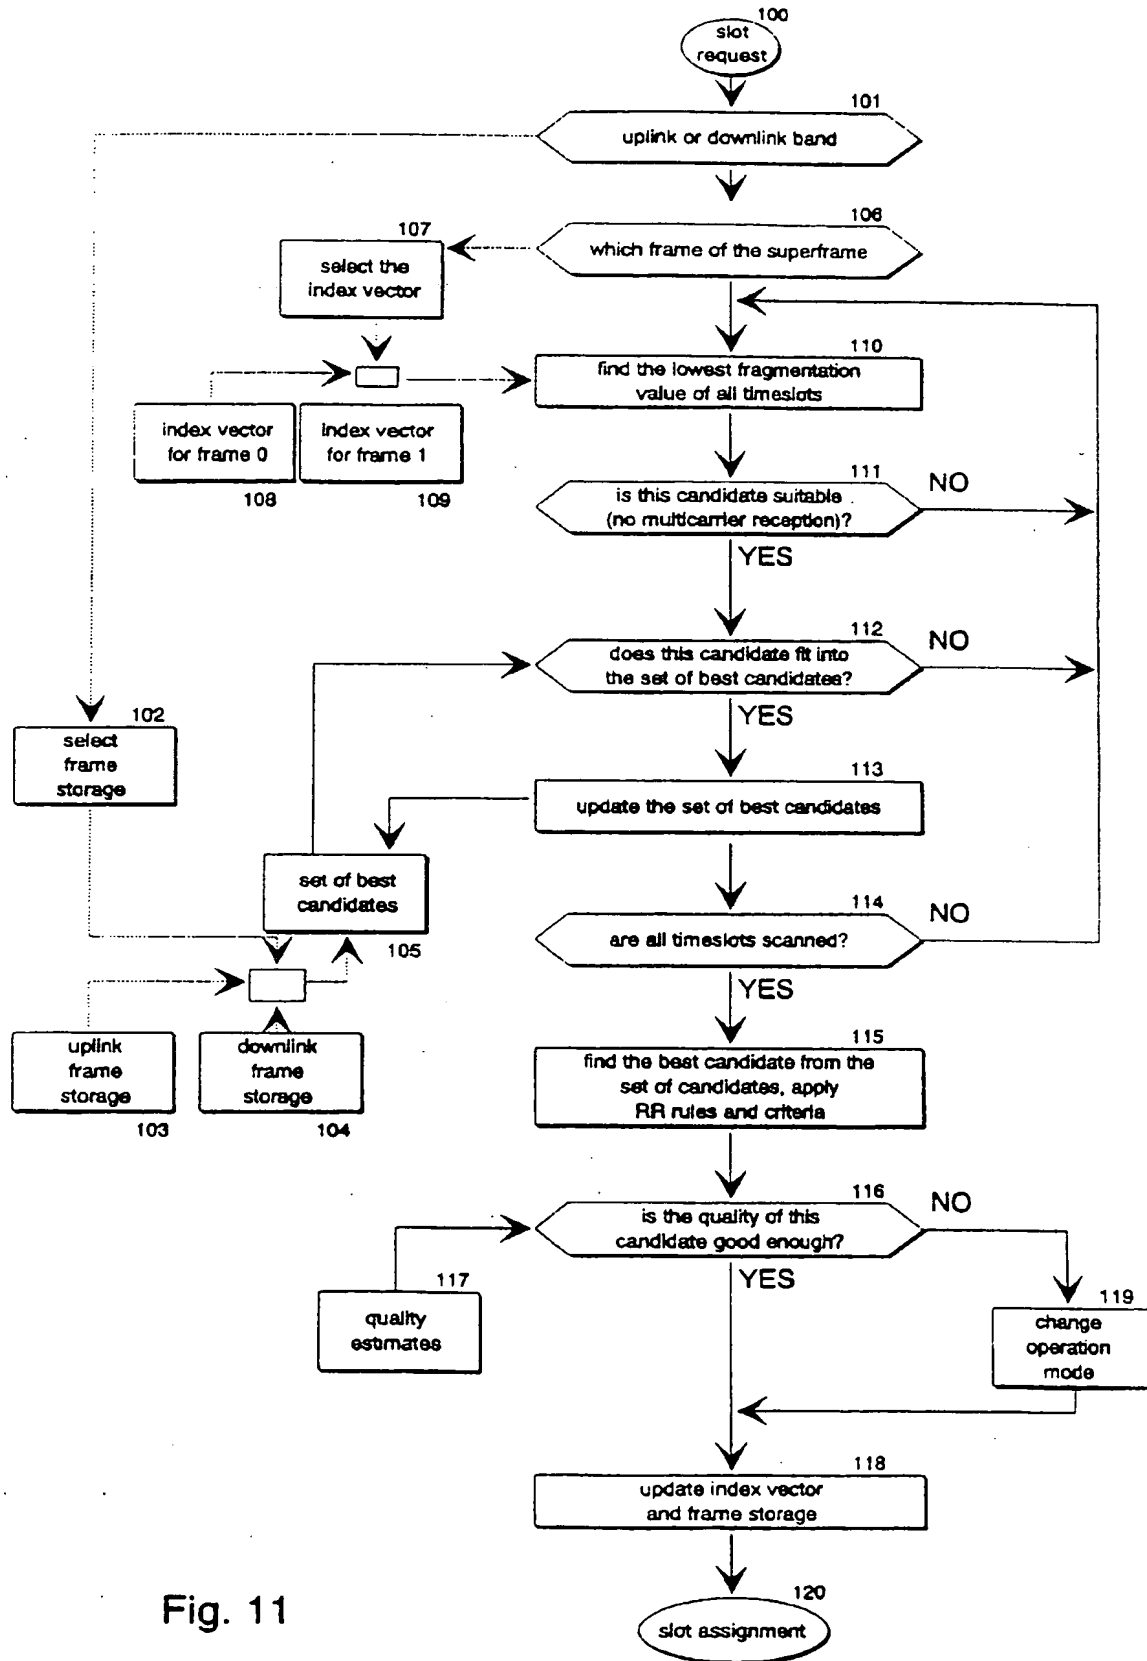 100
slot
request
101
uplink or downlink band
106
which frame of the superframe
107
select the
index vector
110
find the lowest fragmentation
value of all timeslots
index vector
for frame 0
108
index vector
for frame 1
109
111
is this candidate suitable
(no multicarrier reception)?
NO
YES
112
does this candidate fit into
the set of best candidates?
NO
YES
102
select
frame
storage
113
update the set of best candidates
set of best
candidates
105
114
are all timeslots scanned?
NO
YES
uplink
frame
storage
103
downlink
frame
storage
104
115
find the best candidate from the
set of candidates, apply
RR rules and criteria
116
is the quality of this
candidate good enough?
NO
YES
117
quality
estimates
119
change
operation
mode
118
update index vector
and frame storage
120
slot assignment
Fig. 11